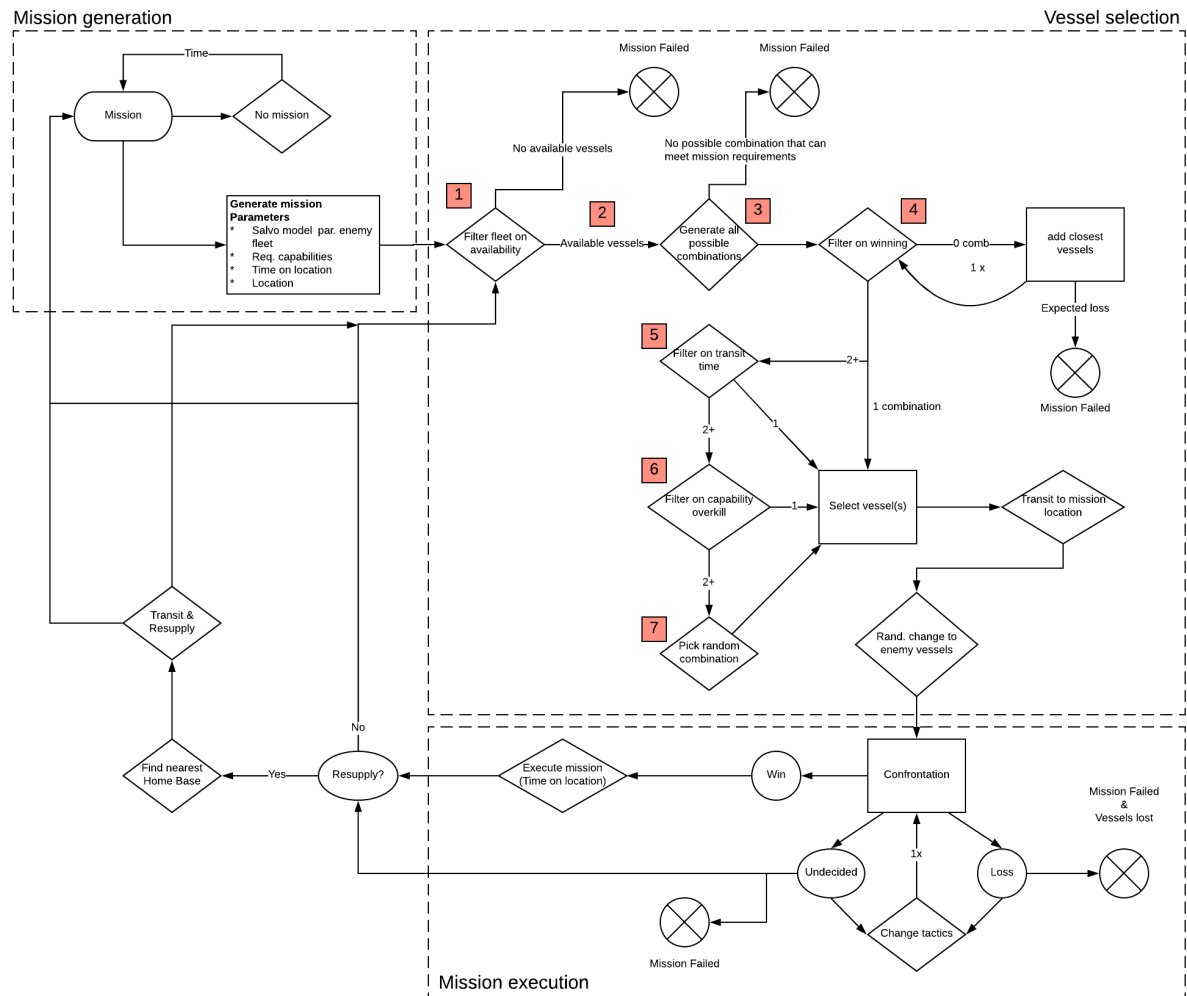 Mission generation
Vessel selection
Time
Mission
No mission
Generate mission
Parameters
* Salvo model par. enemy
fleet
* Req. capabilities
* Time on location
* Location
Mission Failed
Mission Failed
No available vessels
No possible combination that can
meet mission requirements
1
2
3
4
Filter fleet on
availability
Available vessels
Generate all
possible
combinations
Filter on winning
0 comb
add closest
vessels
1 x
Expected loss
Mission Failed
5
Filter on transit
time
2+
1 combination
1
2+
6
Filter on capability
overkill
1
Select vessel(s)
Transit to mission
location
2+
7
Pick random
combination
Rand. change to
enemy vessels
Transit &
Resupply
No
Find nearest
Home Base
Yes
Resupply?
Execute mission
(Time on location)
Win
Confrontation
Mission Failed
&
Vessels lost
1x
Undecided
Loss
Change tactics
Mission Failed
Mission execution